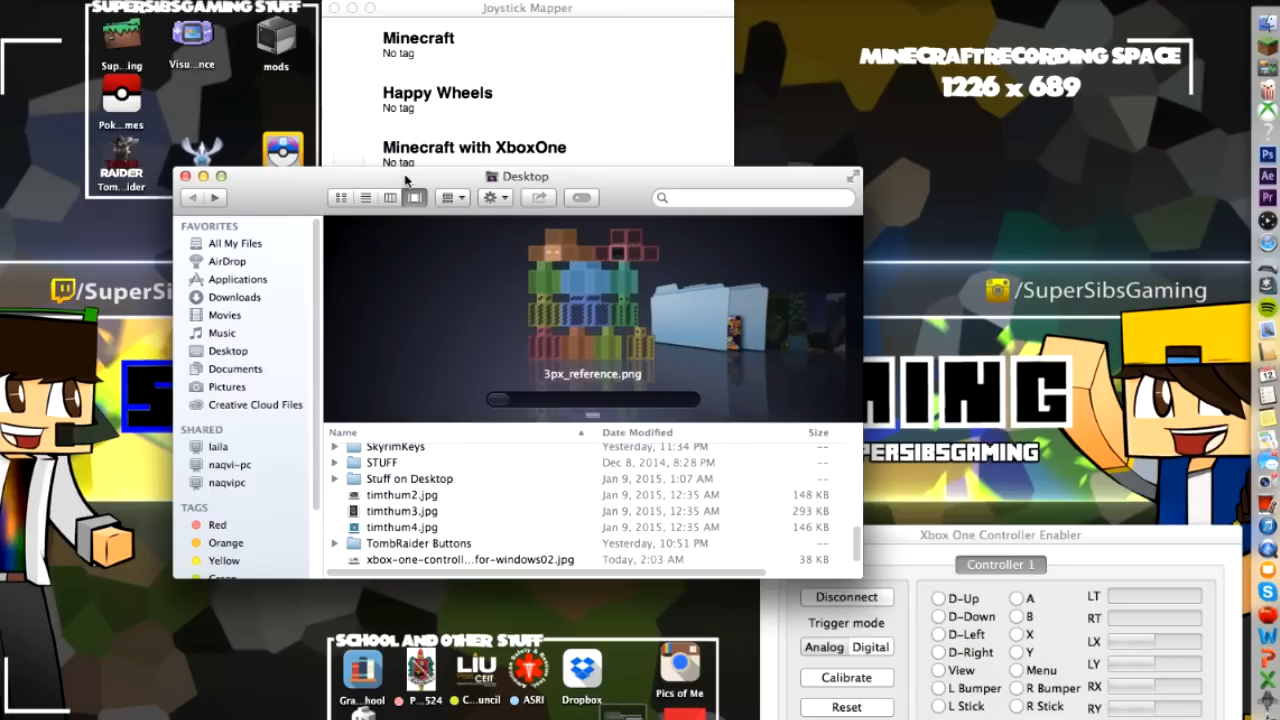 SUPERSIBSGAMING STUFF
Sup...ing
Visu...nce
mods
Pok...mes
RAIDER
Tom...ider
Joystick Mapper
Minecraft
No tag
Happy Wheels
No tag
Minecraft with XboxOne
No tag
MINECRAFTRECORDING SPACE
1226 x 689
Desktop
FAVORITES
All My Files
AirDrop
Applications
Downloads
Movies
Music
Desktop
Documents
Pictures
Creative Cloud Files
SHARED
laila
naqvi-pc
naqvipc
TAGS
Red
Orange
Yellow
Green
3px_reference.png
Name Date Modified Size
SkyrimKeys Yesterday, 11:34 PM --
STUFF Dec 8, 2014, 8:28 PM --
Stuff on Desktop Jan 9, 2015, 1:07 AM --
timthum2.jpg Jan 9, 2015, 12:35 AM 148 KB
timthum3.jpg Jan 9, 2015, 12:35 AM 293 KB
timthum4.jpg Jan 9, 2015, 12:35 AM 146 KB
TombRaider Buttons Yesterday, 10:51 PM --
xbox-one-controll...for-windows02.jpg Today, 2:03 AM 38 KB
/SuperSi
/SuperSibsGaming
S
MING
PERSIBSGAMING
Ps
Ae
Pr
12
Xbox One Controller Enabler
Controller 1
Disconnect
Trigger mode
Analog Digital
Calibrate
Reset
D-Up A
D-Down B
D-Left X
D-Right Y
View Menu
L Bumper R Bumper
L Stick R Stick
LT
RT
LX
LY
RX
RY
SCHOOL AND OTHER STUFF
LIU
Gra...hool
P...524
C...uncil
ASRI
Dropbox
Pics of Me